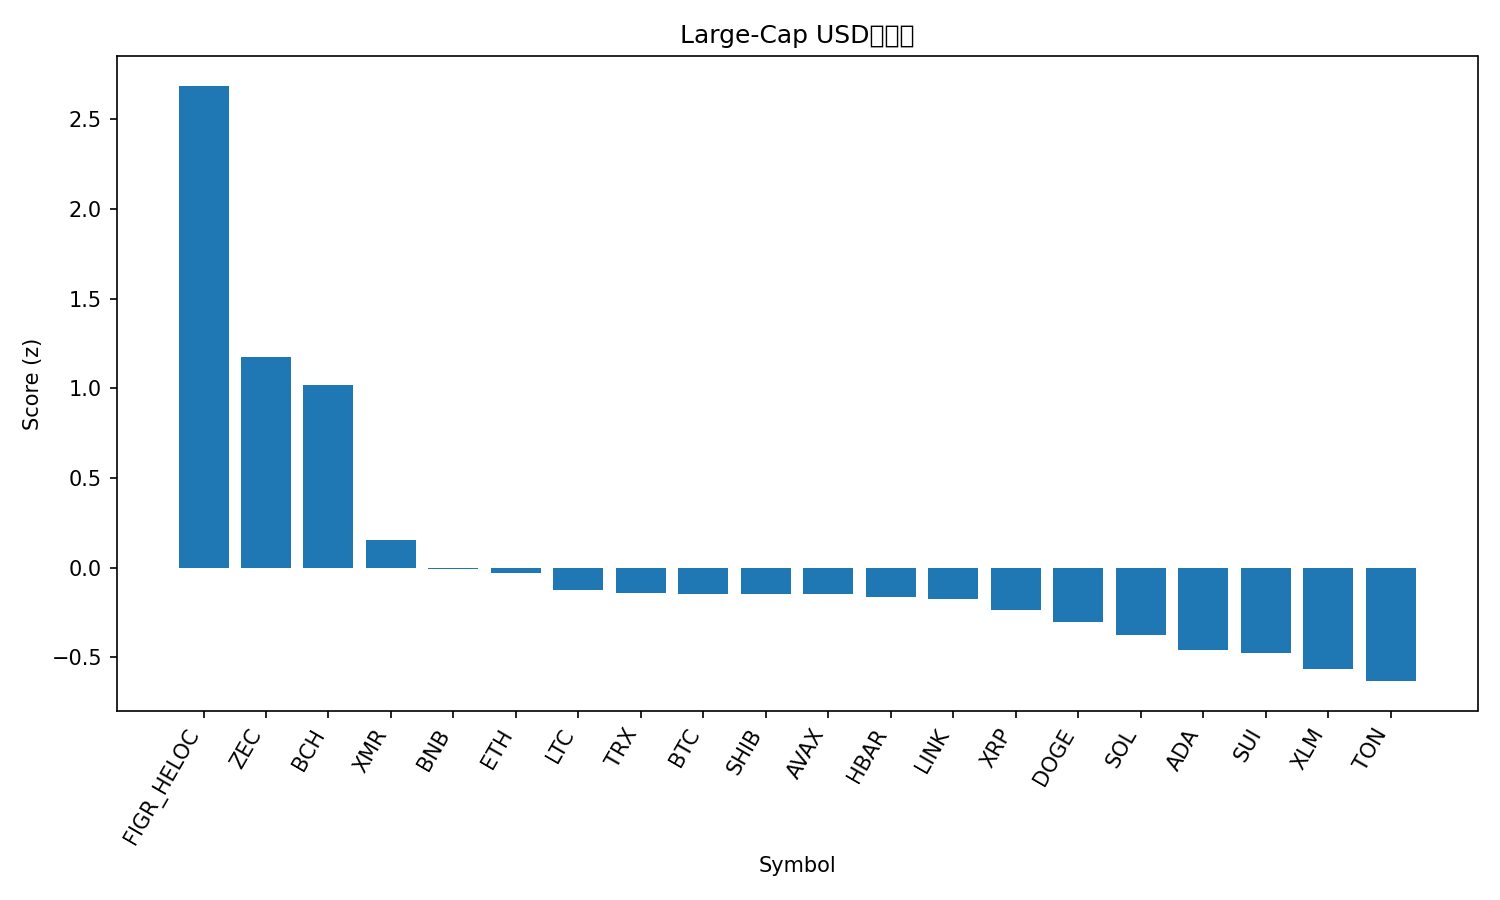 Large-Cap USD
Score (z)
2.5
2.0
1.5
1.0
0.5
0.0
−0.5
FIGR_HELOC
ZEC
BCH
XMR
BNB
ETH
LTC
TRX
BTC
SHIB
AVAX
HBAR
LINK
XRP
DOGE
SOL
ADA
SUI
XLM
TON
Symbol